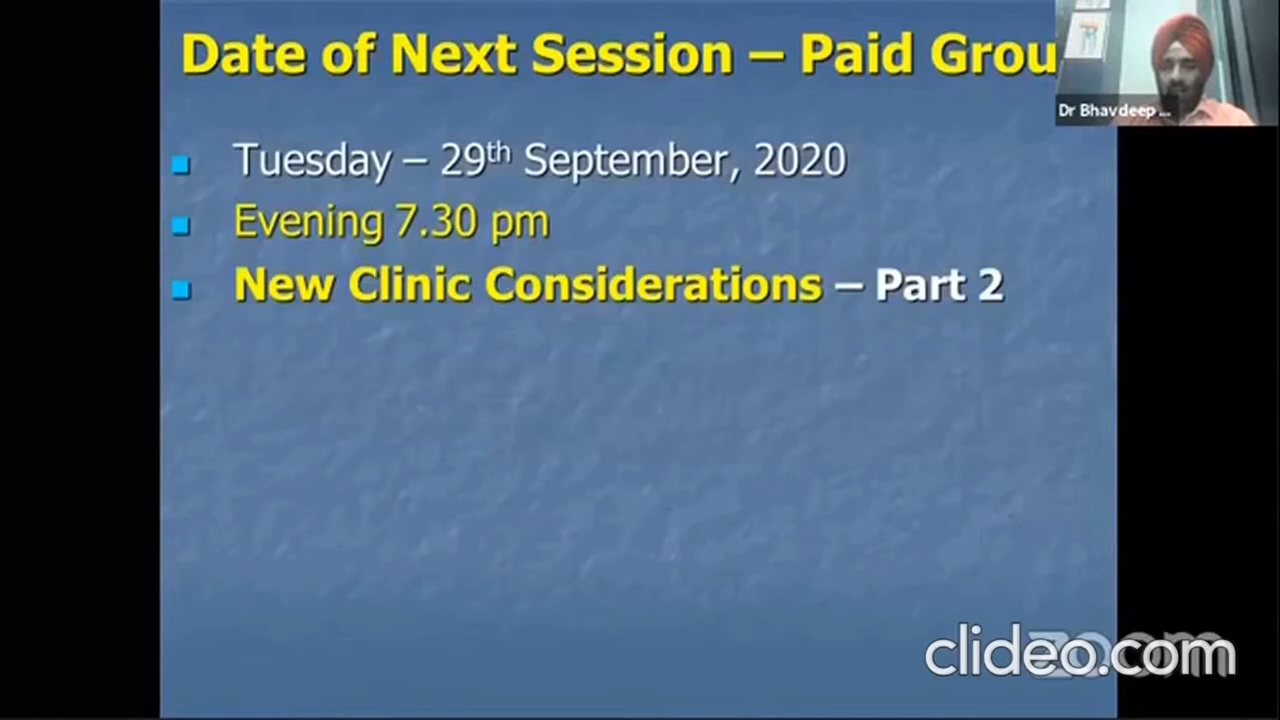 Date of Next Session – Paid Grou
Dr Bhavdeep ...
Tuesday – 29th September, 2020
Evening 7.30 pm
New Clinic Considerations – Part 2
clideo.com
zoom